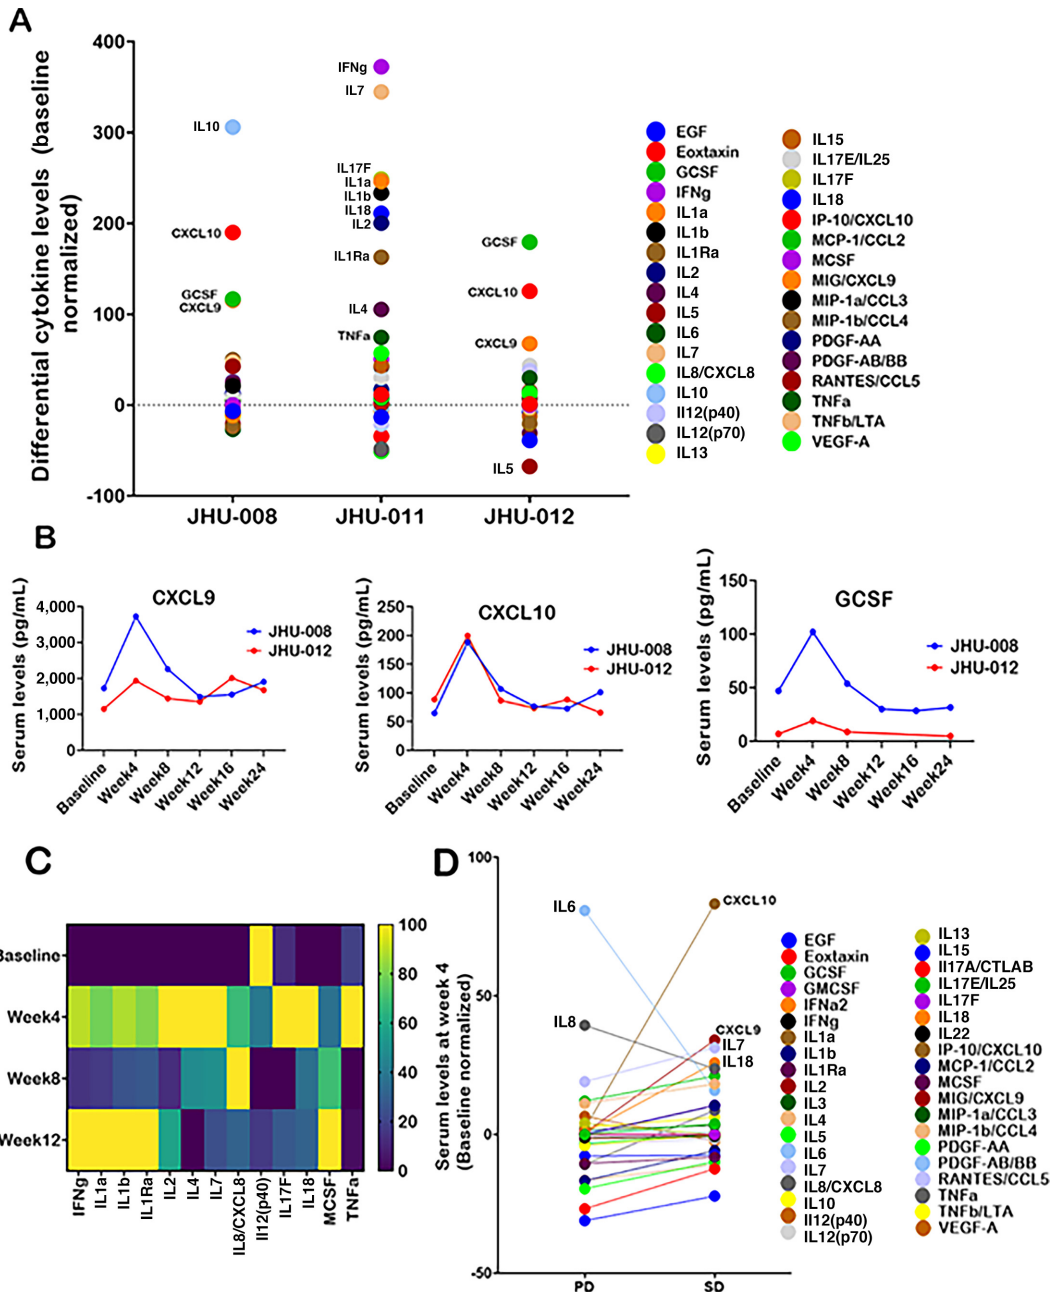 A
Differential cytokine levels (baseline
normalized)
400
300
200
100
0
-100
IL10
CXCL10
GCSF
CXCL9
IFNg
IL7
IL17F
IL1a
IL1b
IL18
IL2
IL1Ra
IL4
TNFa
GCSF
CXCL10
CXCL9
IL5
JHU-008
JHU-011
JHU-012
EGF
Eoxtaxin
GCSF
IFNg
IL1a
IL1b
IL1Ra
IL2
IL4
IL5
IL6
IL7
IL8/CXCL8
IL10
Il12(p40)
IL12(p70)
IL13
IL15
IL17E/IL25
IL17F
IL18
IP-10/CXCL10
MCP-1/CCL2
MCSF
MIG/CXCL9
MIP-1a/CCL3
MIP-1b/CCL4
PDGF-AA
PDGF-AB/BB
RANTES/CCL5
TNFa
TNFb/LTA
VEGF-A
B
CXCL9
Serum levels (pg/mL)
4,000
3,000
2,000
1,000
0
JHU-008
JHU-012
Baseline
Week4
Week8
Week12
Week16
Week24
CXCL10
Serum levels (pg/mL)
250
200
150
100
50
0
JHU-008
JHU-012
Baseline
Week4
Week8
Week12
Week16
Week24
GCSF
Serum levels (pg/mL)
150
100
50
0
JHU-008
JHU-012
Baseline
Week4
Week8
Week12
Week16
Week24
C
Baseline
Week4
Week8
Week12
IFNg
IL1a
IL1b
IL1Ra
IL2
IL4
IL7
IL8/CXCL8
Il12(p40)
IL17F
IL18
MCSF
TNFa
100
80
60
40
20
0
D
Serum levels at week 4
(Baseline normalized)
100
50
0
-50
IL6
IL8
CXCL10
CXCL9
IL7
IL18
PD
SD
EGF
Eoxtaxin
GCSF
GMCSF
IFNa2
IFNg
IL1a
IL1b
IL1Ra
IL2
IL3
IL4
IL5
IL6
IL7
IL8/CXCL8
IL10
Il12(p40)
IL12(p70)
IL13
IL15
Il17A/CTLAB
IL17E/IL25
IL17F
IL18
IL22
IP-10/CXCL10
MCP-1/CCL2
MCSF
MIG/CXCL9
MIP-1a/CCL3
MIP-1b/CCL4
PDGF-AA
PDGF-AB/BB
RANTES/CCL5
TNFa
TNFb/LTA
VEGF-A